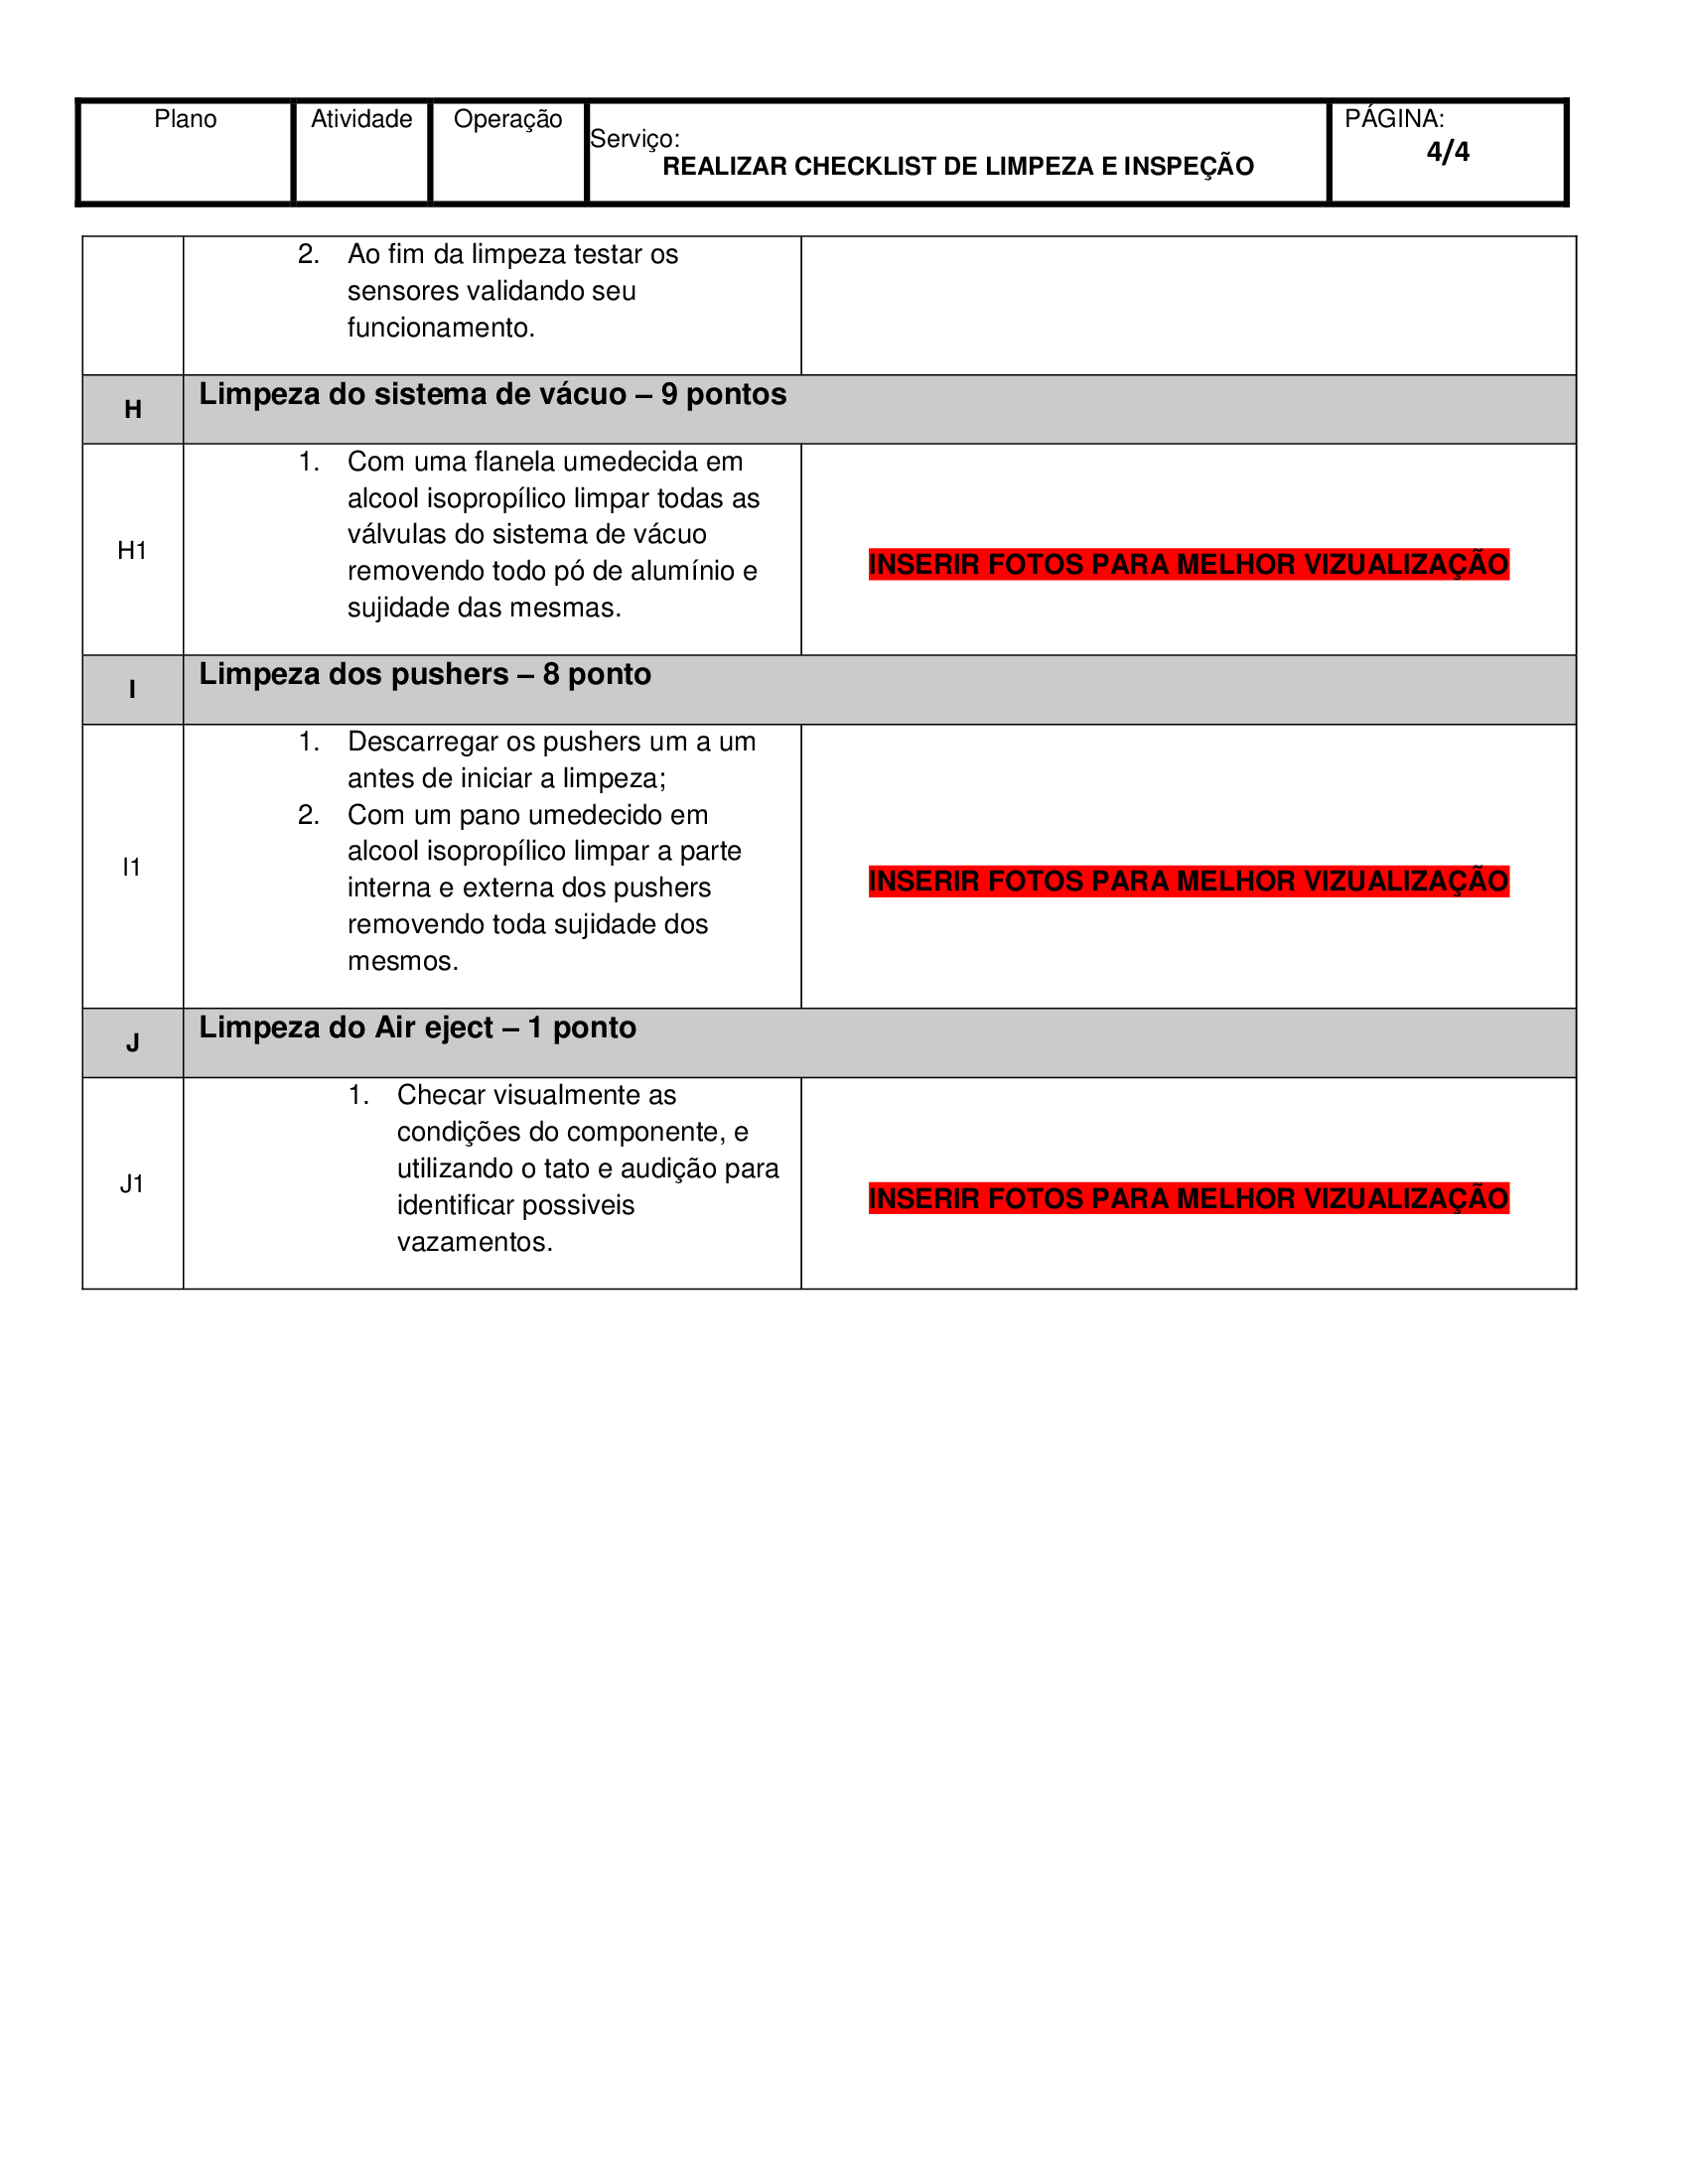 Plano
Atividade
Operação
Serviço:
REALIZAR CHECKLIST DE LIMPEZA E INSPEÇÃO
PÁGINA:
4/4
2. Ao fim da limpeza testar os
sensores validando seu
funcionamento.
H
Limpeza do sistema de vácuo – 9 pontos
H1
1. Com uma flanela umedecida em
alcool isopropílico limpar todas as
válvulas do sistema de vácuo
removendo todo pó de alumínio e
sujidade das mesmas.
INSERIR FOTOS PARA MELHOR VIZUALIZAÇÃO
I
Limpeza dos pushers – 8 ponto
I1
1. Descarregar os pushers um a um
antes de iniciar a limpeza;
2. Com um pano umedecido em
alcool isopropílico limpar a parte
interna e externa dos pushers
removendo toda sujidade dos
mesmos.
INSERIR FOTOS PARA MELHOR VIZUALIZAÇÃO
J
Limpeza do Air eject – 1 ponto
J1
1. Checar visualmente as
condições do componente, e
utilizando o tato e audição para
identificar possiveis
vazamentos.
INSERIR FOTOS PARA MELHOR VIZUALIZAÇÃO